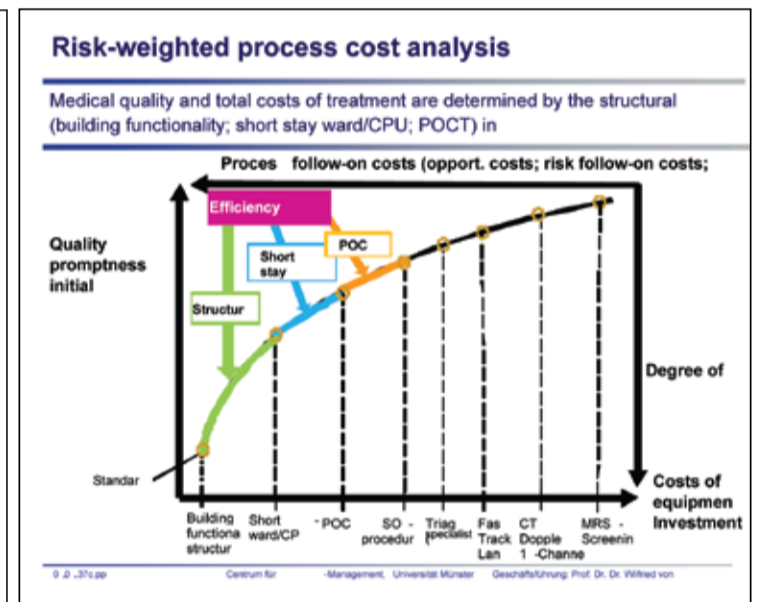 Risk-weighted process cost analysis
Medical quality and total costs of treatment are determined by the structural
(building functionality; short stay ward/CPU; POCT) in
Proces follow-on costs (opport. costs; risk follow-on costs;
Efficiency
Quality
promptness
initial
Short
stay
POC
Structur
Degree of
Standar
Costs of
equipmen
Investment
Building
functiona
structur
Short
ward/CP
-POC
SO -
procedur
Triag
specialist
Fas
Track
Lan
CT
Dopple
1 -Channe
MRS -
Screenin
Centrum für -Management, Universität Münster Geschäftsführung: Prof. Dr. Dr. Wilfried von